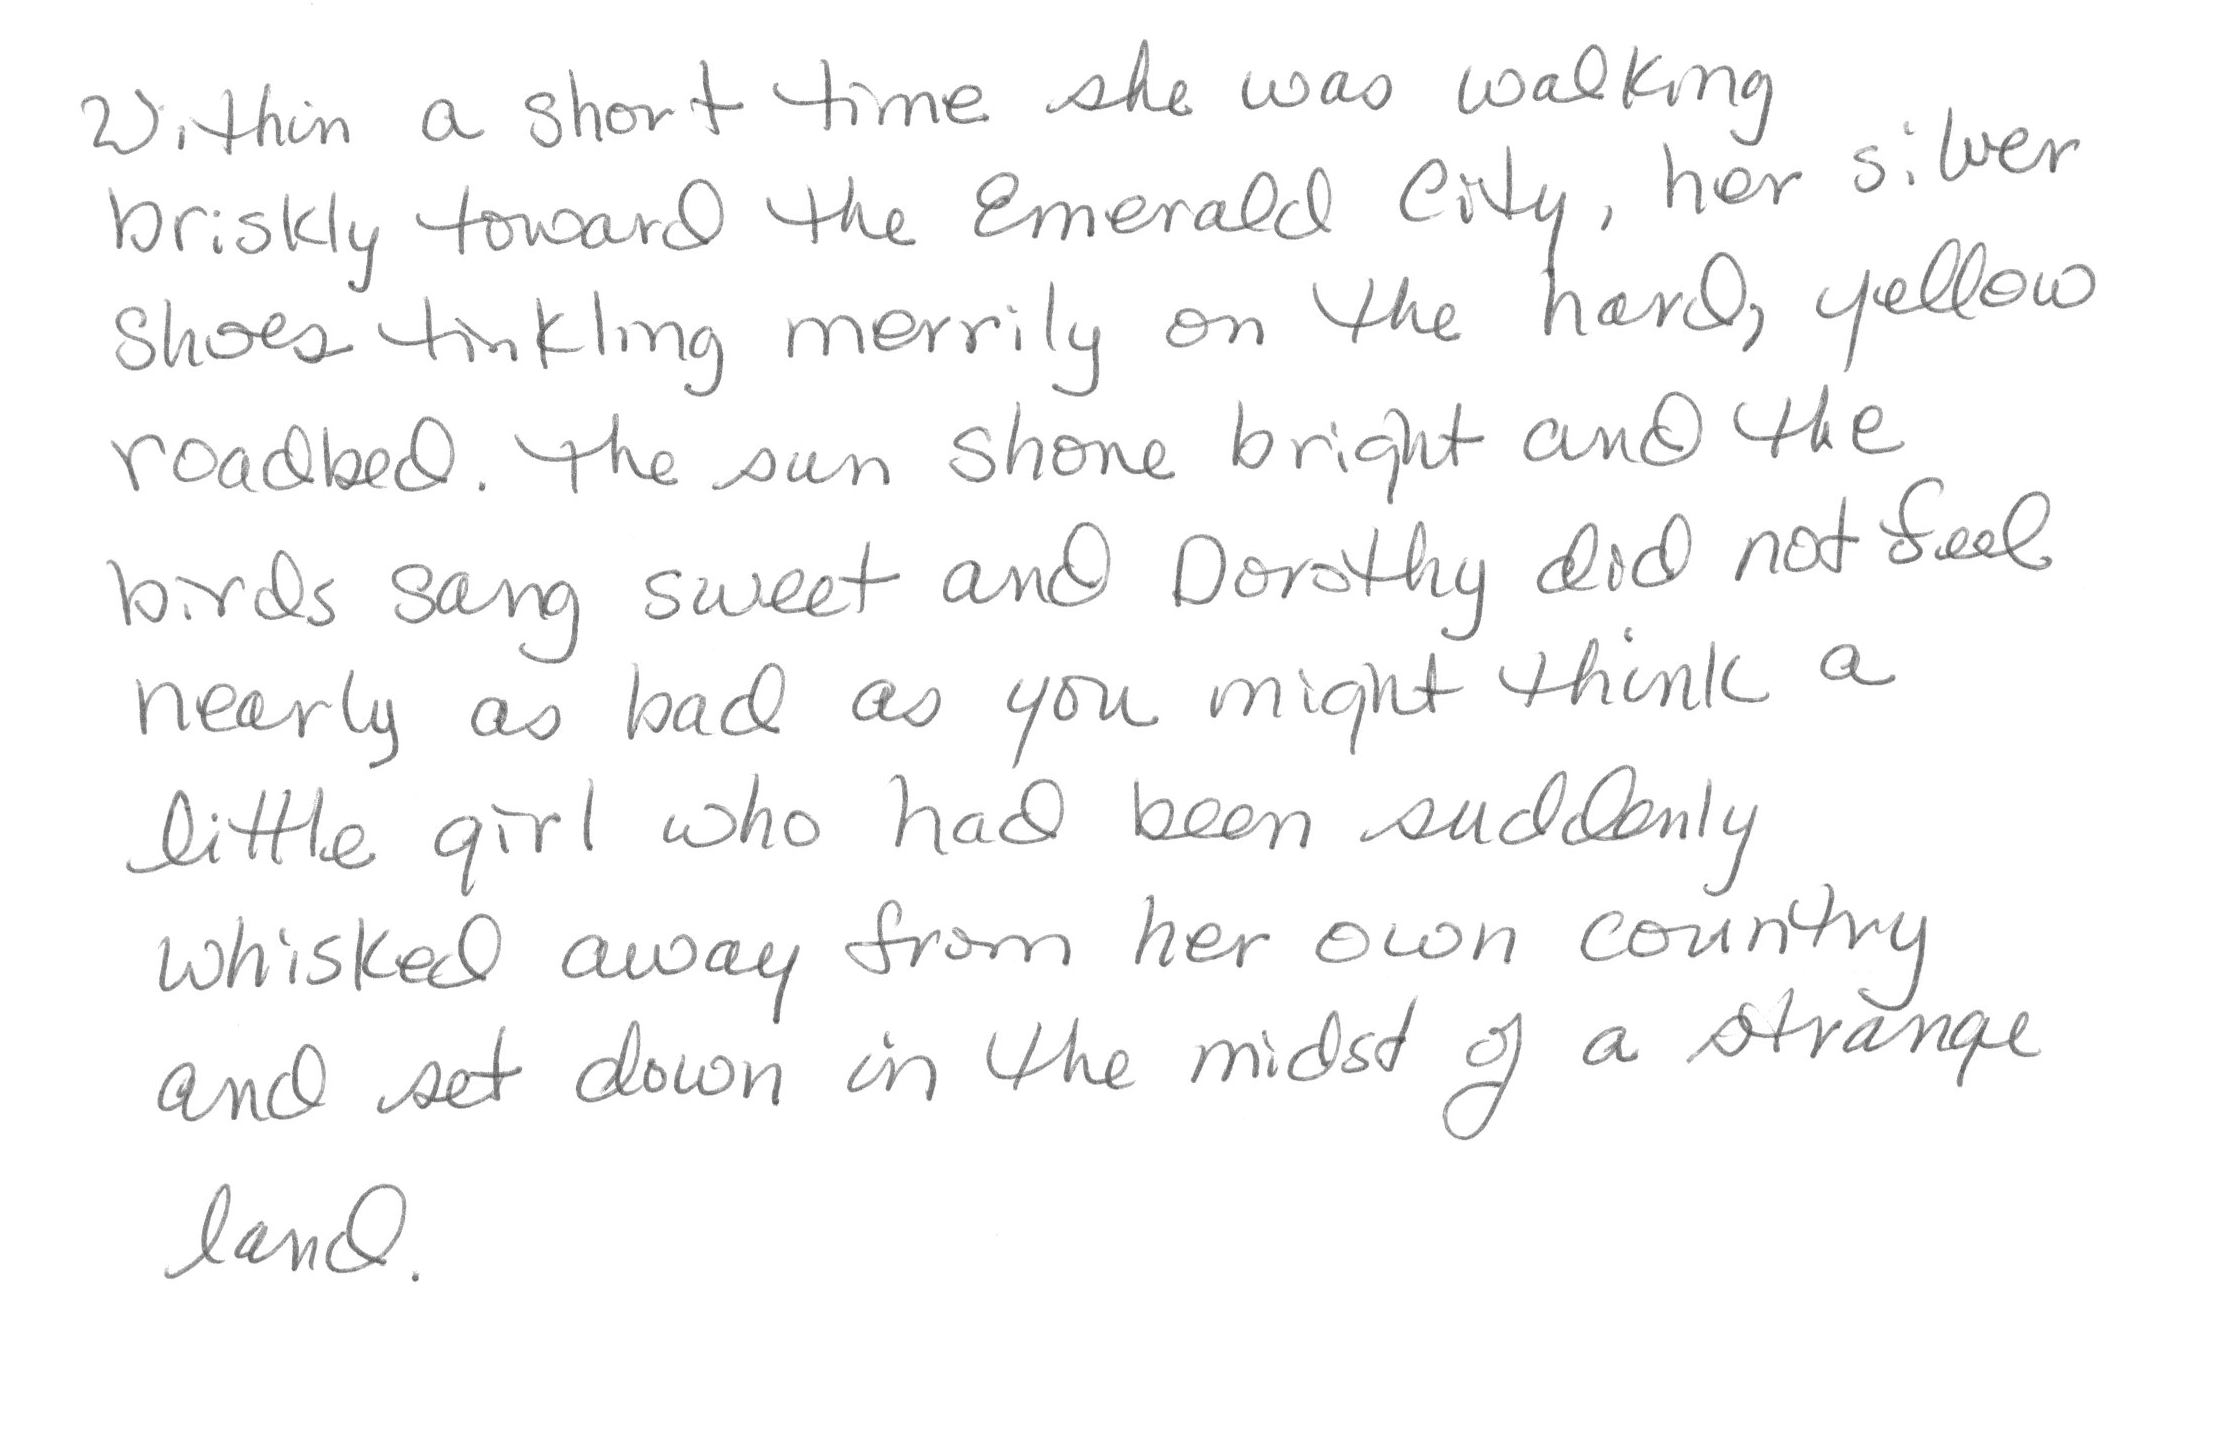 Within a short time she was walking
briskly toward the Emerald City, her silver
shoes tinkling merrily on the hard, yellow
roadbed. The sun shone bright and the
birds sang sweet and Dorothy did not feel
nearly as bad as you might think a
little girl who had been suddenly
whisked away from her own country
and set down in the midst of a strange
land.